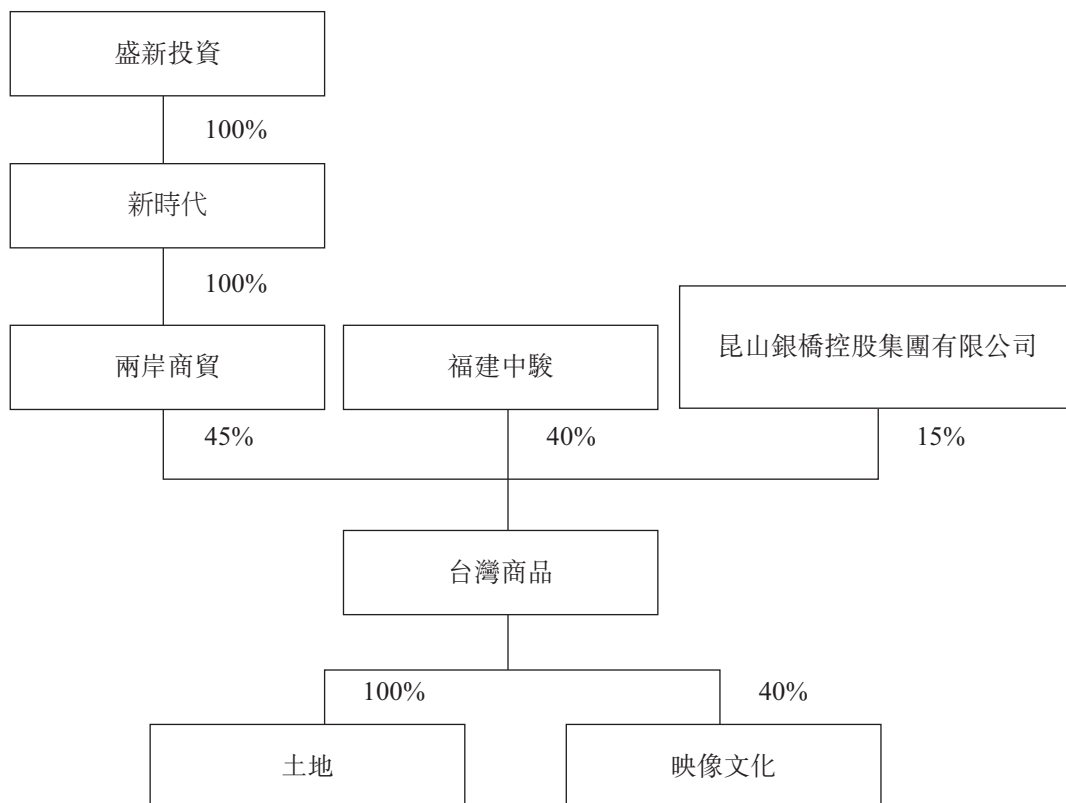 盛新投資
100%
新時代
100%
兩岸商貿
福建中駿
昆山銀橋控股集團有限公司
45%
40%
15%
台灣商品
100%
40%
土地
映像文化